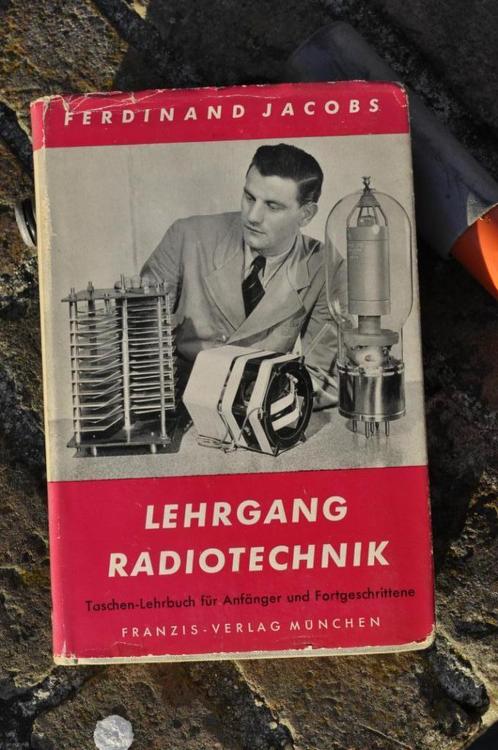 FERDINAND JACOBS
LEHRGANG
RADIOTECHNIK
Taschen-Lehrbuch für Anfänger und Fortgeschrittene
FRANZIS-VERLAG MÜNCHEN